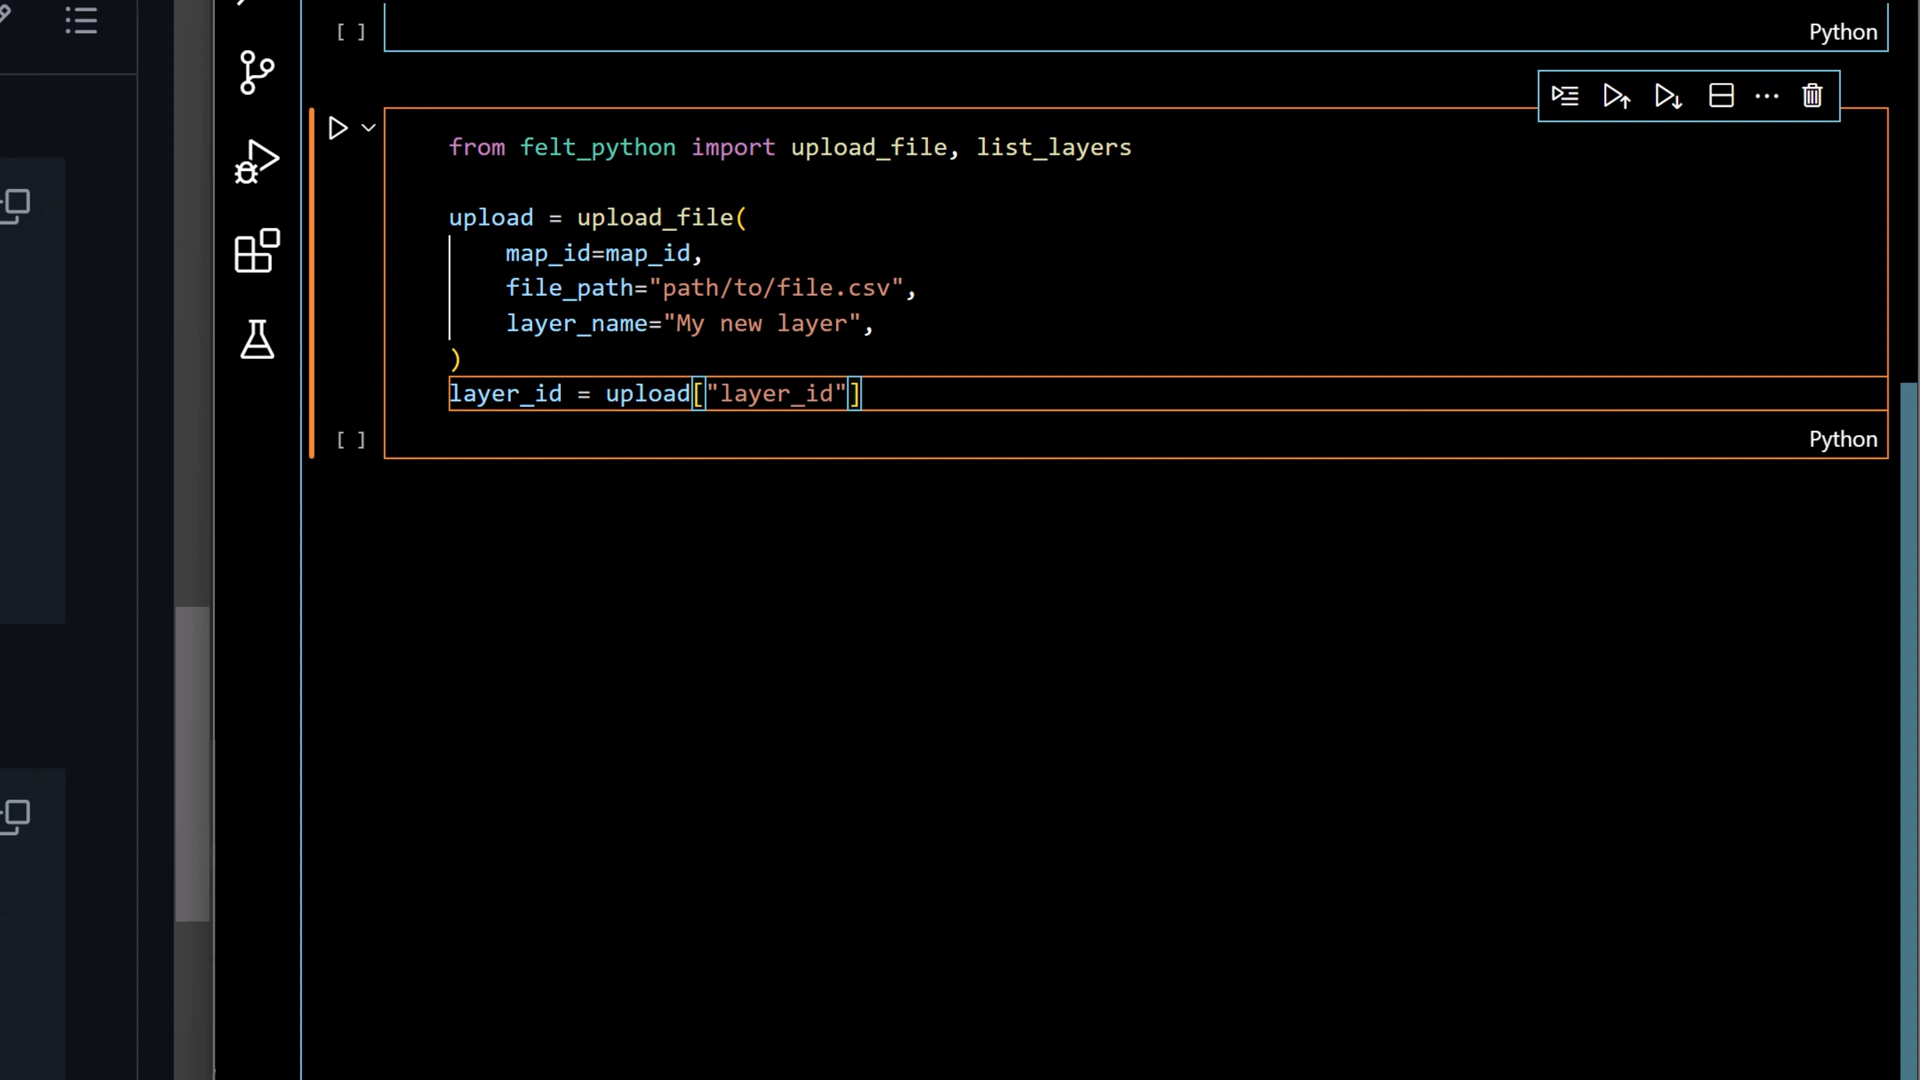 [ ]
Python
from felt_python import upload_file, list_layers
upload = upload_file(
map_id=map_id,
file_path="path/to/file.csv",
layer_name="My new layer",
)
layer_id = upload["layer_id"]
[ ]
Python